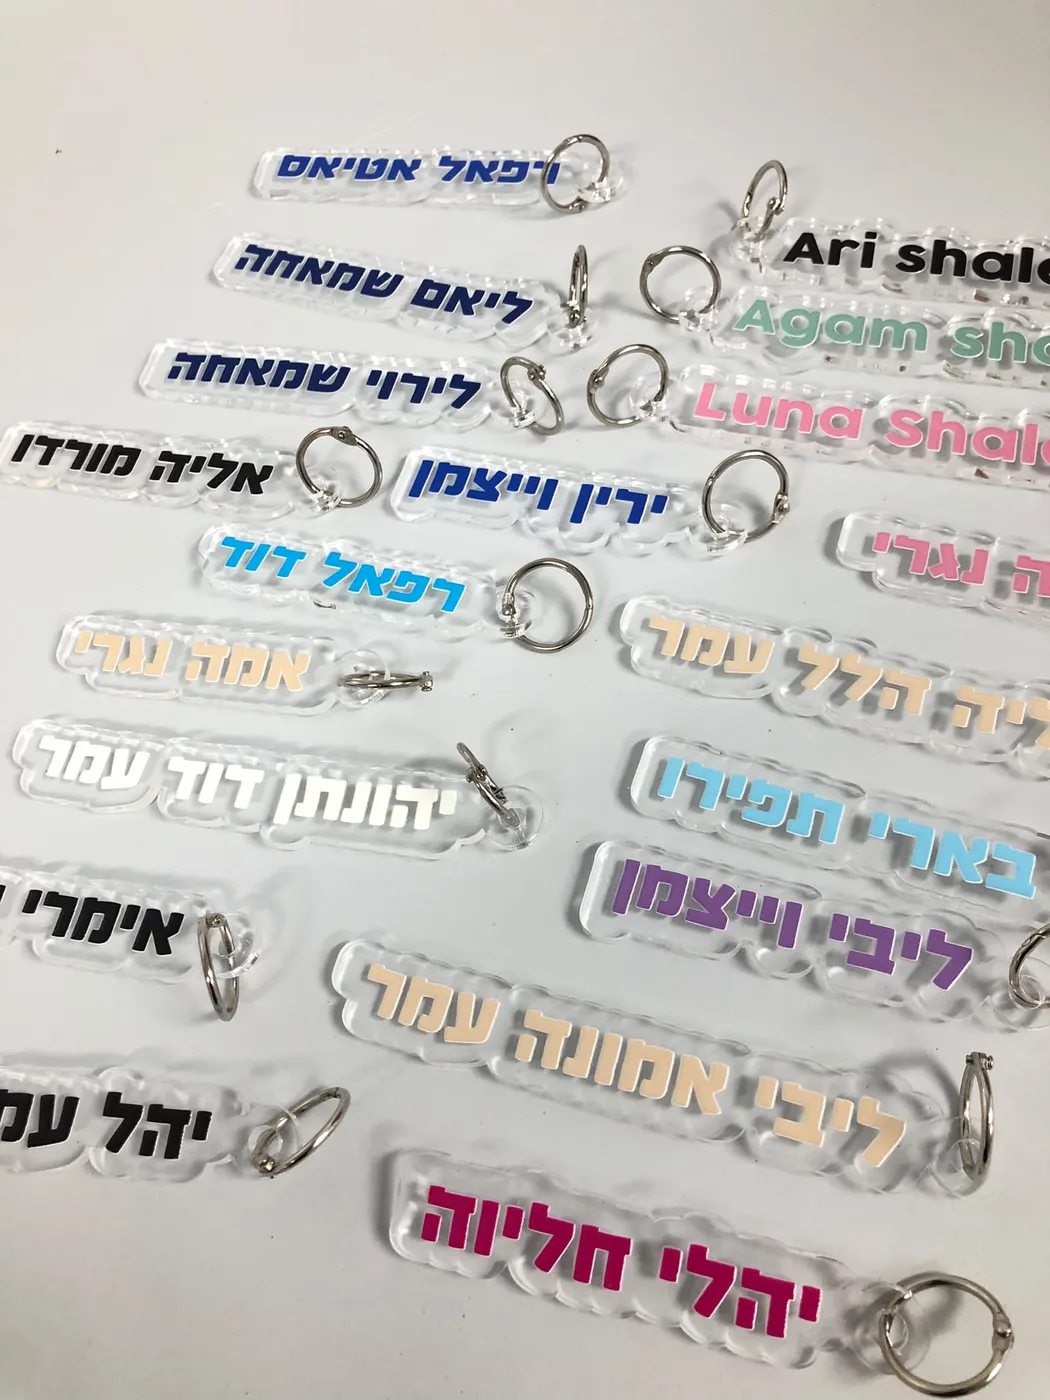 רפאל אטיאס
ליאם שמאחה
Ari shal
Agam sha
לירוי שמאחה
Luna Shal
אליה מורדו
ירין וייצמן
נגרי
רפאל דוד
אמה נגרי
הלל עמר
יהונתן דוד עמר
בארי תפירו
ליבי וייצמן
אימרי
ליבי אמונה עמר
יהל
יהלי חליוה